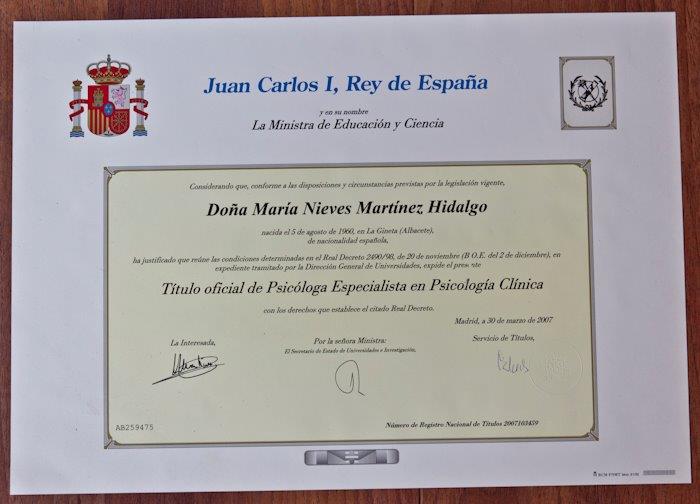 Juan Carlos I, Rey de España
y en su nombre
La Ministra de Educación y Ciencia
Considerando que, conforme a las disposiciones y circunstancias previstas por la legislación vigente,
Doña María Nieves Martínez Hidalgo
nacida el 5 de agosto de 1960, en La Gineta (Albacete),
de nacionalidad española,
ha justificado que reúne las condiciones determinadas en el Real Decreto 2490/98, de 20 de noviembre (B O.E. del 2 de diciembre), en
expediente tramitado por la Dirección General de Universidades, expide el presente
Título oficial de Psicóloga Especialista en Psicología Clínica
con los derechos que establece el citado Real Decreto.
Madrid, a 30 de marzo de 2007
La Interesada,
Por la señora Ministra:
El Secretario de Estado de Universidades e Investigación,
Servicio de Títulos,
AB259475
Número de Registro Nacional de Títulos 2007103459